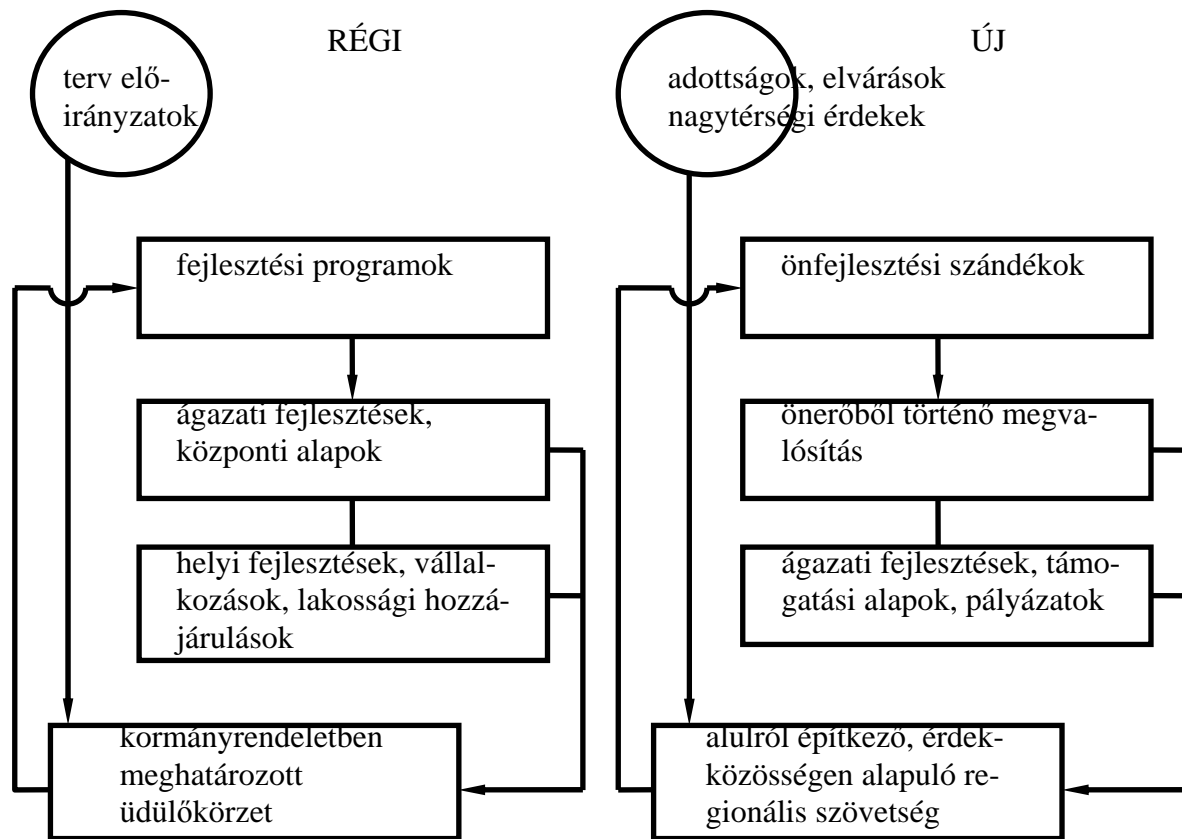 RÉGI
terv elő-
irányzatok
fejlesztési programok
ágazati fejlesztések,
központi alapok
helyi fejlesztések, vállal-
kozások, lakossági hozzá-
járulások
kormányrendeletben
meghatározott
üdülőkörzet
ÚJ
adottságok, elvárások
nagytérségi érdekek
önfejlesztési szándékok
önerőből történő megva-
lósítás
ágazati fejlesztések, támo-
gatási alapok, pályázatok
alulról építkező, érdek-
közösségen alapuló re-
gionális szövetség